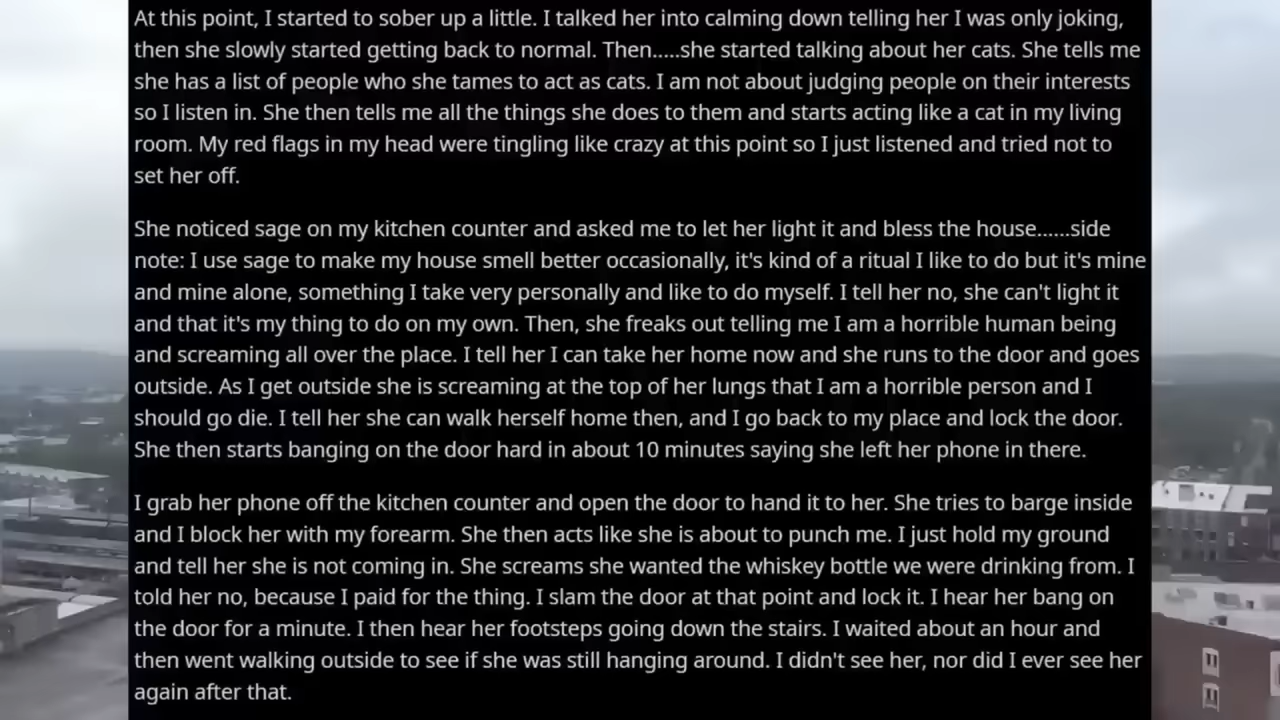 At this point, I started to sober up a little. I talked her into calming down telling her I was only joking,
then she slowly started getting back to normal. Then.....she started talking about her cats. She tells me
she has a list of people who she tames to act as cats. I am not about judging people on their interests
so I listen in. She then tells me all the things she does to them and starts acting like a cat in my living
room. My red flags in my head were tingling like crazy at this point so I just listened and tried not to
set her off.
She noticed sage on my kitchen counter and asked me to let her light it and bless the house......side
note: I use sage to make my house smell better occasionally, it's kind of a ritual I like to do but it's mine
and mine alone, something I take very personally and like to do myself. I tell her no, she can't light it
and that it's my thing to do on my own. Then, she freaks out telling me I am a horrible human being
and screaming all over the place. I tell her I can take her home now and she runs to the door and goes
outside. As I get outside she is screaming at the top of her lungs that I am a horrible person and I
should go die. I tell her she can walk herself home then, and I go back to my place and lock the door.
She then starts banging on the door hard in about 10 minutes saying she left her phone in there.
I grab her phone off the kitchen counter and open the door to hand it to her. She tries to barge inside
and I block her with my forearm. She then acts like she is about to punch me. I just hold my ground
and tell her she is not coming in. She screams she wanted the whiskey bottle we were drinking from. I
told her no, because I paid for the thing. I slam the door at that point and lock it. I hear her bang on
the door for a minute. I then hear her footsteps going down the stairs. I waited about an hour and
then went walking outside to see if she was still hanging around. I didn't see her, nor did I ever see her
again after that.